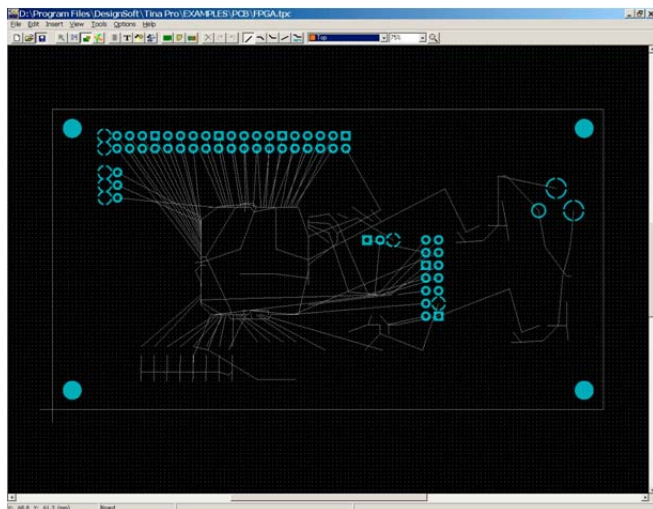 D:\Program Files\DesignSoft\Tina Pro\EXAMPLES\PCB\FPGA.tpc
File Edit Insert View Tools Options Help
T Top 75%
Board